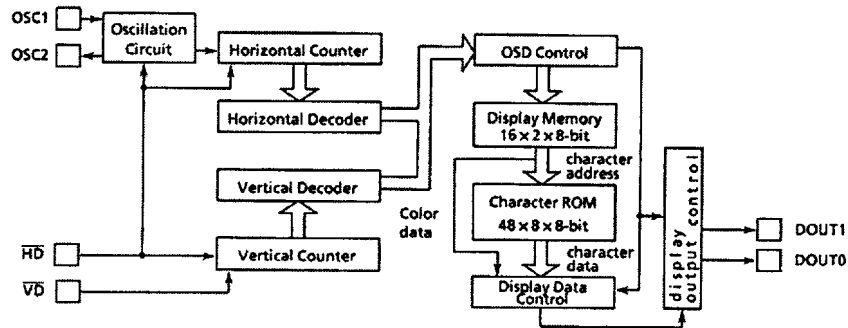 OSC1
OSC2
Oscillation
Circuit
Horizontal Counter
Horizontal Decoder
Vertical Decoder
Vertical Counter
HD
VD
OSD Control
Display Memory
16×2×8-bit
character
address
Character ROM
48×8×8-bit
Color
data
character
data
Display Data
Control
display
output control
DOUT1
DOUT0